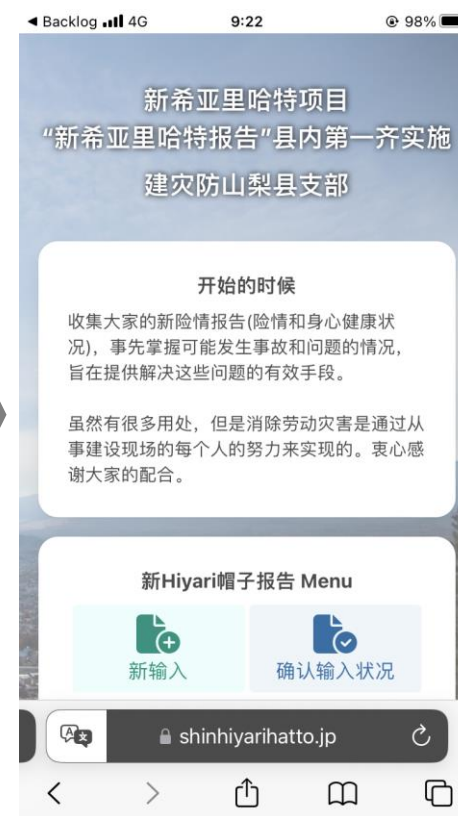 Backlog 4G 9:22 98%
新希亚里哈特项目
“新希亚里哈特报告”县内第一齐实施
建灾防山梨县支部
开始的时候
收集大家的新险情报告(险情和身心健康状
况)，事先掌握可能发生事故和问题的情况，
旨在提供解决这些问题的有效手段。
虽然有很多用处，但是消除劳动灾害是通过从
事建设现场的每个人的努力来实现的。衷心感
谢大家的配合。
新Hiyari帽子报告 Menu
新输入 确认输入状况
shinhiyarihatto.jp